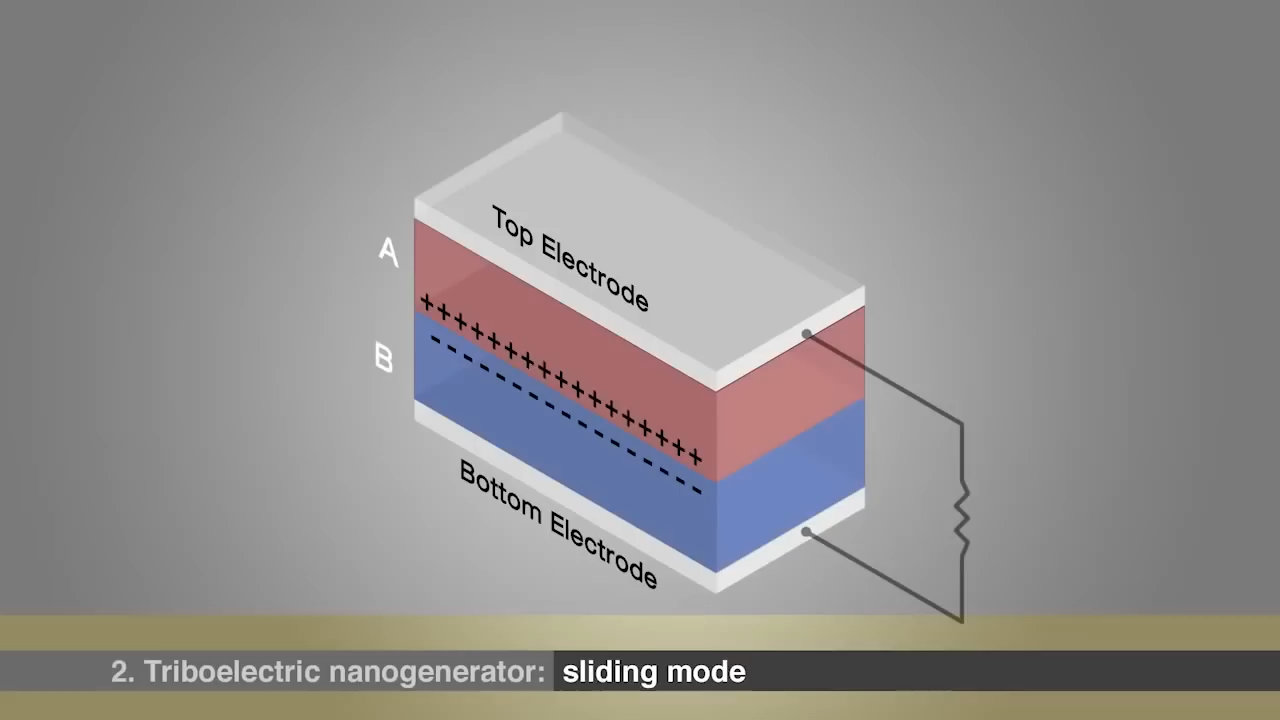 Top Electrode
A
+++++++++++++++++
B
-----------------
Bottom Electrode
2. Triboelectric nanogenerator: sliding mode